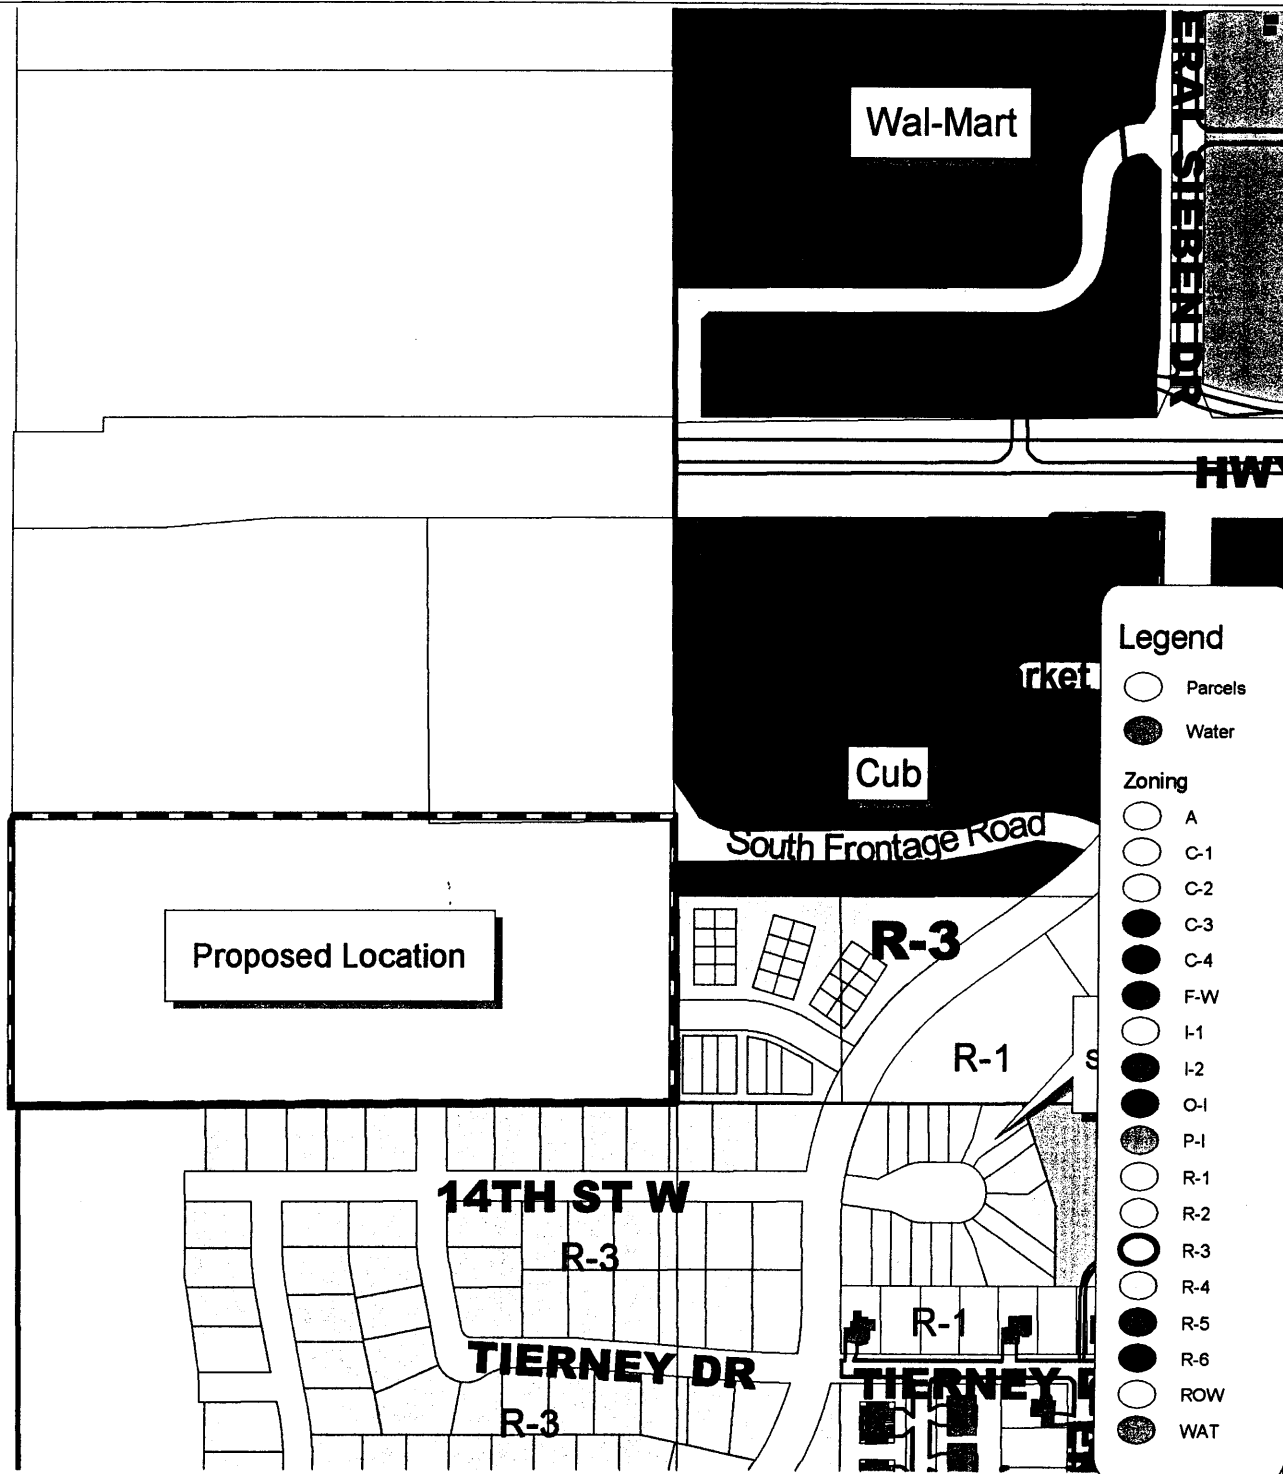 Wal-Mart
ERAL SIEBEN DR
HWY
rket
Cub
South Frontage Road
Proposed Location
R-3
R-1
S
14TH ST W
R-3
R-1
TIERNEY DR
TIERNEY D
R-3
Legend
Parcels
Water
Zoning
A
C-1
C-2
C-3
C-4
F-W
I-1
I-2
O-I
P-I
R-1
R-2
R-3
R-4
R-5
R-6
ROW
WAT